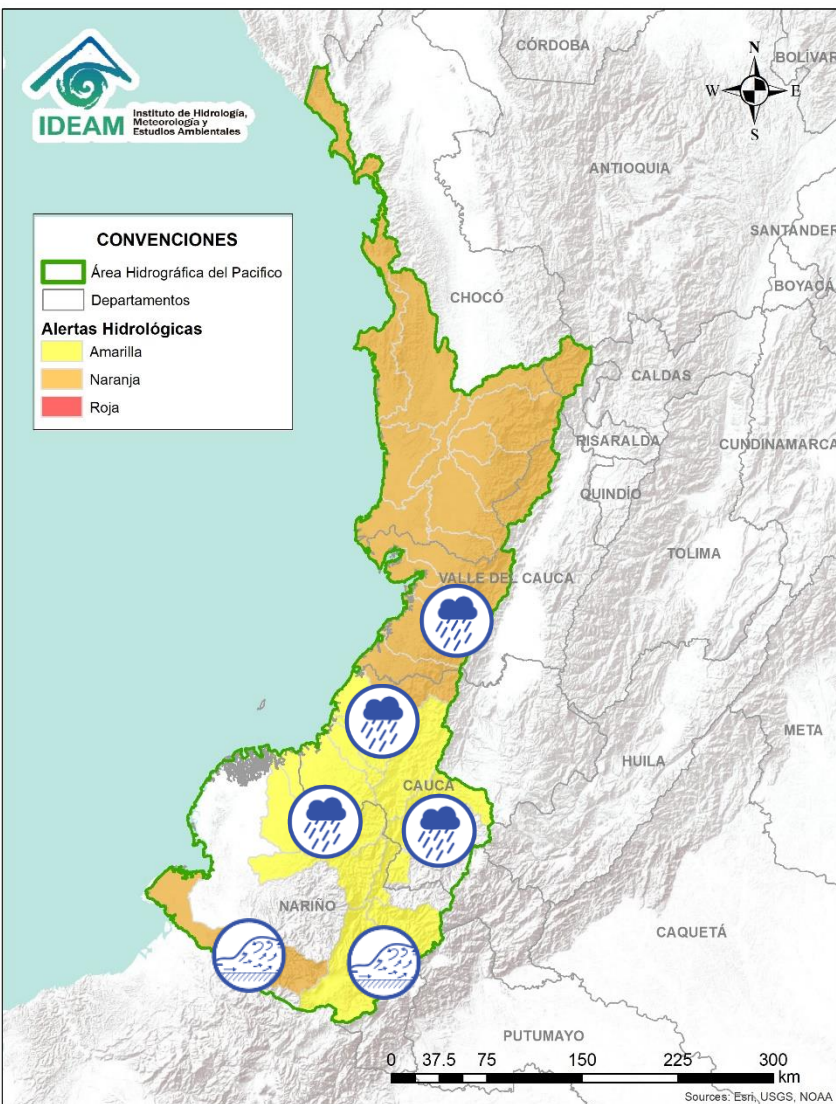 IDEAM
Instituto de Hidrología,
Meteorología y
Estudios Ambientales
CONVENCIONES
Área Hidrográfica del Pacifico
Departamentos
Alertas Hidrológicas
Amarilla
Naranja
Roja
N
W E
S
CÓRDOBA
BOLÍVAR
ANTIOQUIA
SANTANDER
BOYACÁ
CHOCÓ
CALDAS
RISARALDA
CUNDINAMARCA
QUINDÍO
TOLIMA
VALLE DEL CAUCA
META
HUILA
CAUCA
NARIÑO
CAQUETÁ
PUTUMAYO
0 37.5 75 150 225 300
km
Sources: Esri, USGS, NOAA